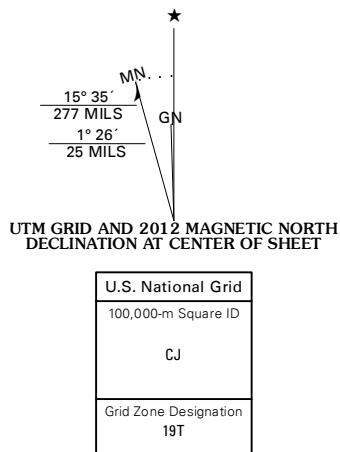 ★
MN
15° 35´
277 MILS
GN
1° 26´
25 MILS
UTM GRID AND 2012 MAGNETIC NORTH
DECLINATION AT CENTER OF SHEET
U.S. National Grid
100,000-m Square ID
CJ
Grid Zone Designation
19T